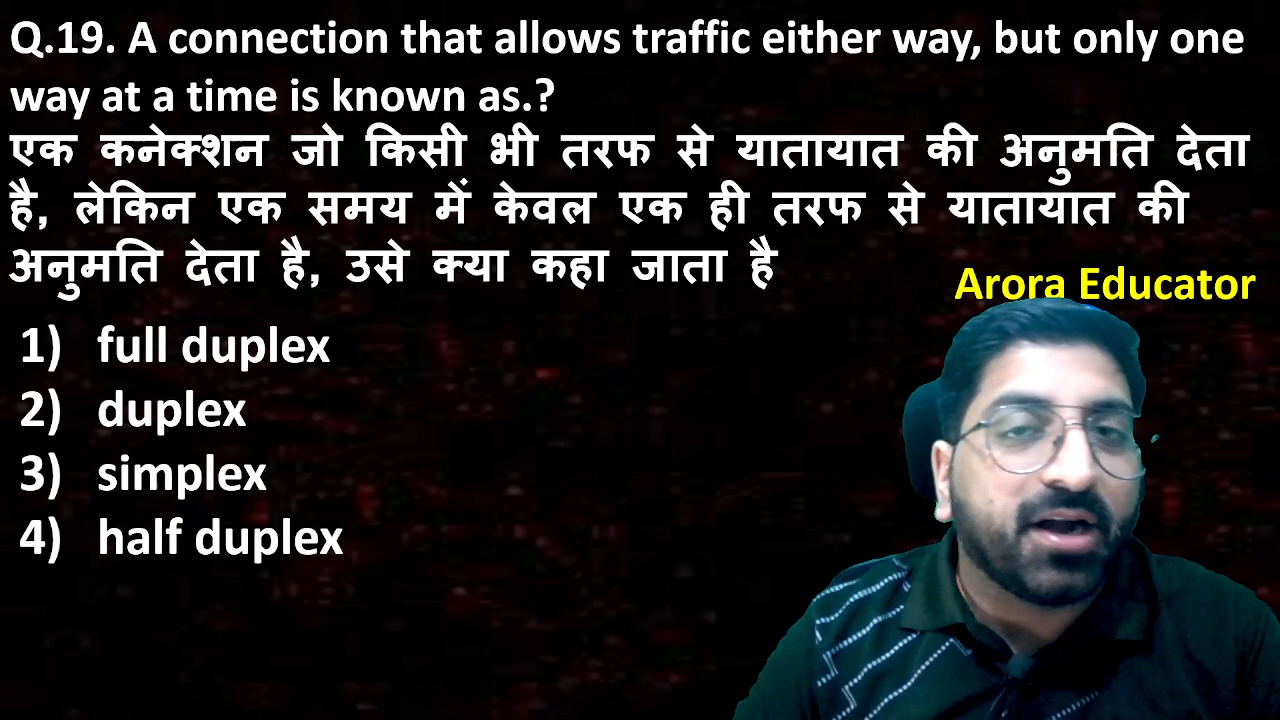 Q.19. A connection that allows traffic either way, but only one
way at a time is known as.?
एक कनेक्शन जो किसी भी तरफ से यातायात की अनुमति देता
है, लेकिन एक समय में केवल एक ही तरफ से यातायात की
अनुमति देता है, उसे क्या कहा जाता है
Arora Educator
1) full duplex
2) duplex
3) simplex
4) half duplex